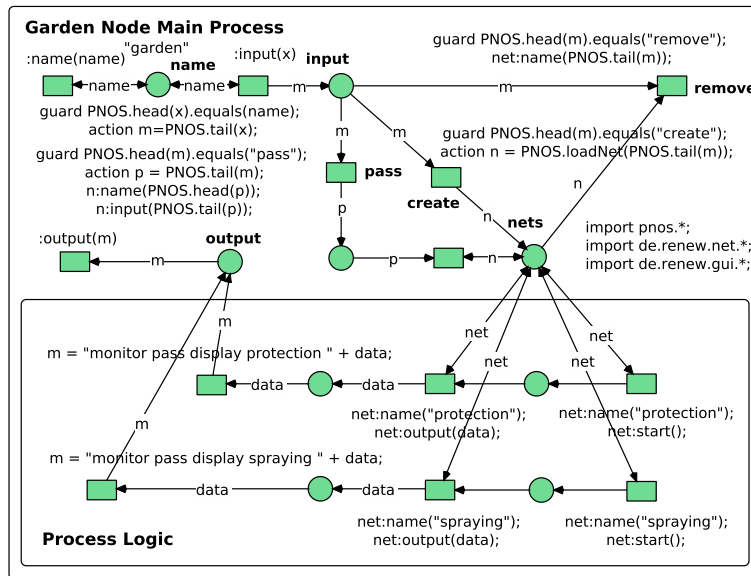 Garden Node Main Process
:name(name)
"garden"
name
:input(x)
input
guard PNOS.head(m).equals("remove");
net:name(PNOS.tail(m));
name
name
m
m
remove
guard PNOS.head(x).equals(name);
action m=PNOS.tail(x);
m
m
guard PNOS.head(m).equals("create");
action n = PNOS.loadNet(PNOS.tail(m));
guard PNOS.head(m).equals("pass");
action p = PNOS.tail(m);
n:name(PNOS.head(p));
n:input(PNOS.tail(p));
pass
create
n
p
n
nets
import pnos.*;
import de.renew.net.*;
import de.renew.gui.*;
:output(m)
output
m
p
n
m
net
net
net
net
m = "monitor pass display protection " + data;
data
data
net:name("protection");
net:output(data);
net:name("protection");
net:start();
m
m = "monitor pass display spraying " + data;
data
data
net:name("spraying");
net:output(data);
net:name("spraying");
net:start();
Process Logic